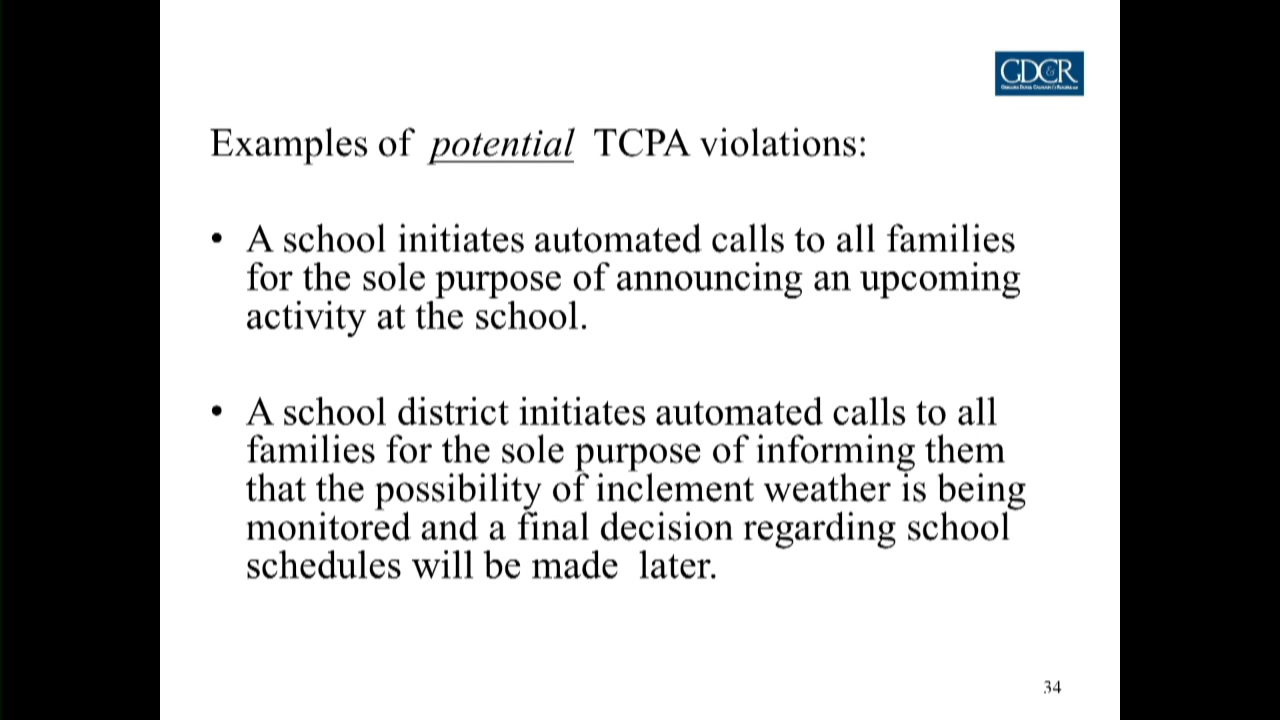 GDC&R
Examples of potential TCPA violations:
• A school initiates automated calls to all families
for the sole purpose of announcing an upcoming
activity at the school.
• A school district initiates automated calls to all
families for the sole purpose of informing them
that the possibility of inclement weather is being
monitored and a final decision regarding school
schedules will be made later.
34